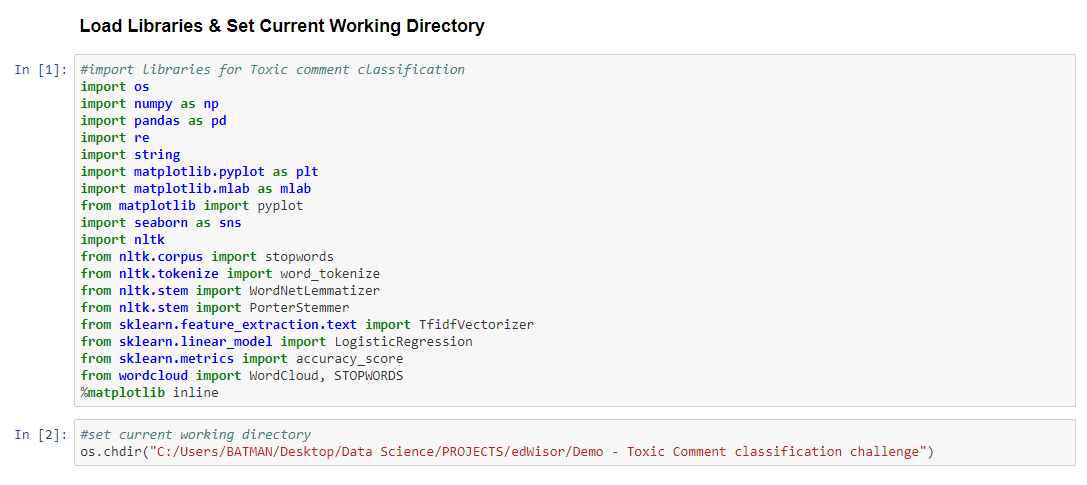 Load Libraries & Set Current Working Directory
In [1]: #import libraries for Toxic comment classification
import os
import numpy as np
import pandas as pd
import re
import string
import matplotlib.pyplot as plt
import matplotlib.mlab as mlab
from matplotlib import pyplot
import seaborn as sns
import nltk
from nltk.corpus import stopwords
from nltk.tokenize import word_tokenize
from nltk.stem import WordNetLemmatizer
from nltk.stem import PorterStemmer
from sklearn.feature_extraction.text import TfidfVectorizer
from sklearn.linear_model import LogisticRegression
from sklearn.metrics import accuracy_score
from wordcloud import WordCloud, STOPWORDS
%matplotlib inline
In [2]: #set current working directory
os.chdir("C:/Users/BATMAN/Desktop/Data Science/PROJECTS/edWisor/Demo - Toxic Comment classification challenge")